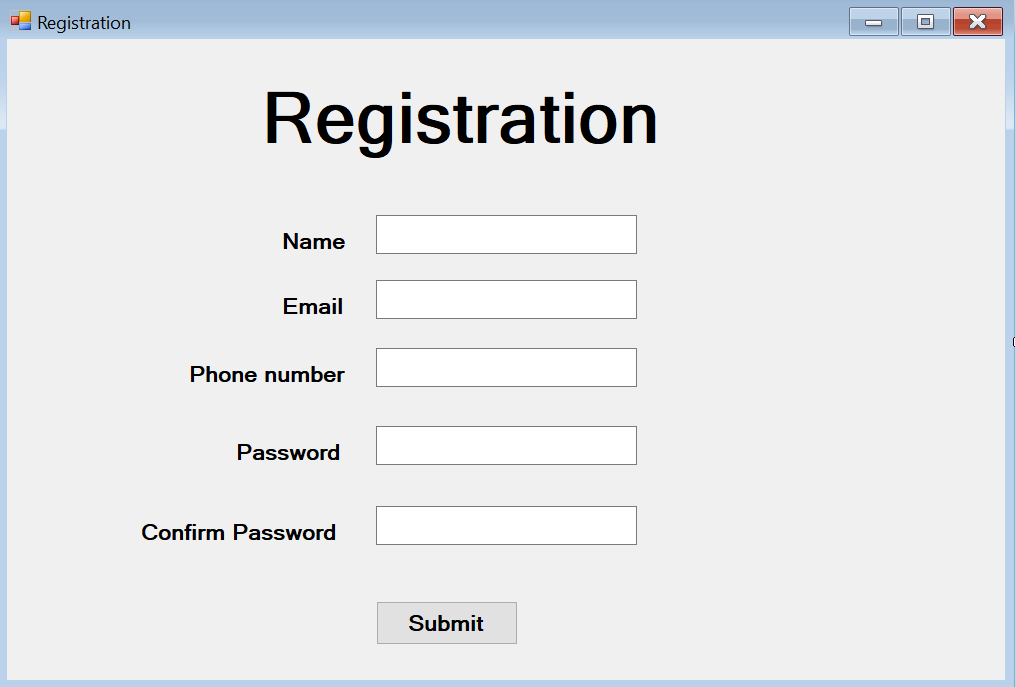 Registration
Registration
Name
Email
Phone number
Password
Confirm Password
Submit